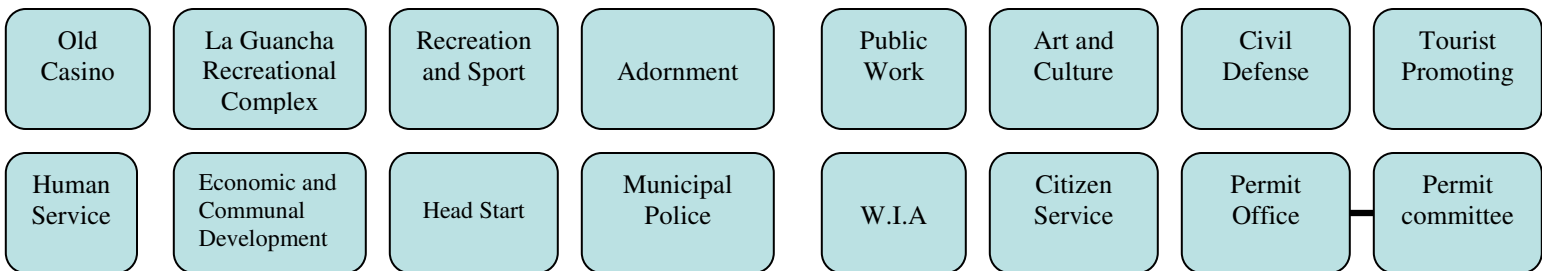 Old
Casino
La Guancha
Recreational
Complex
Recreation
and Sport
Adornment
Public
Work
Art and
Culture
Civil
Defense
Tourist
Promoting
Human
Service
Economic and
Communal
Development
Head Start
Municipal
Police
W.I.A
Citizen
Service
Permit
Office
Permit
committee